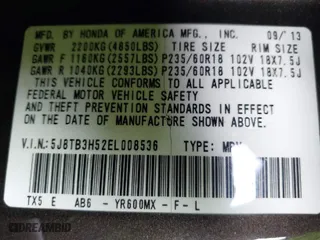 MFD. BY HONDA OF AMERICA MFG., INC. 09/13
GVWR 2200KG(4850LBS) TIRE SIZE RIM SIZE
GAWR F 1160KG(2557LBS) P235/60R18 102V 18X7.5J
GAWR R 1040KG(2293LBS) P235/60R18 102V 18X7.5J
THIS VEHICLE CONFORMS TO ALL APPLICABLE
FEDERAL MOTOR VEHICLE SAFETY AND
THEFT PREVENTION STANDARDS IN EFFECT
ON THE DATE OF MANUFACTURE SHOWN ABOVE.
V.I.N.: 5J8TB3H52EL008536 TYPE:
TX5 E AB6 - YR600MX - F - L